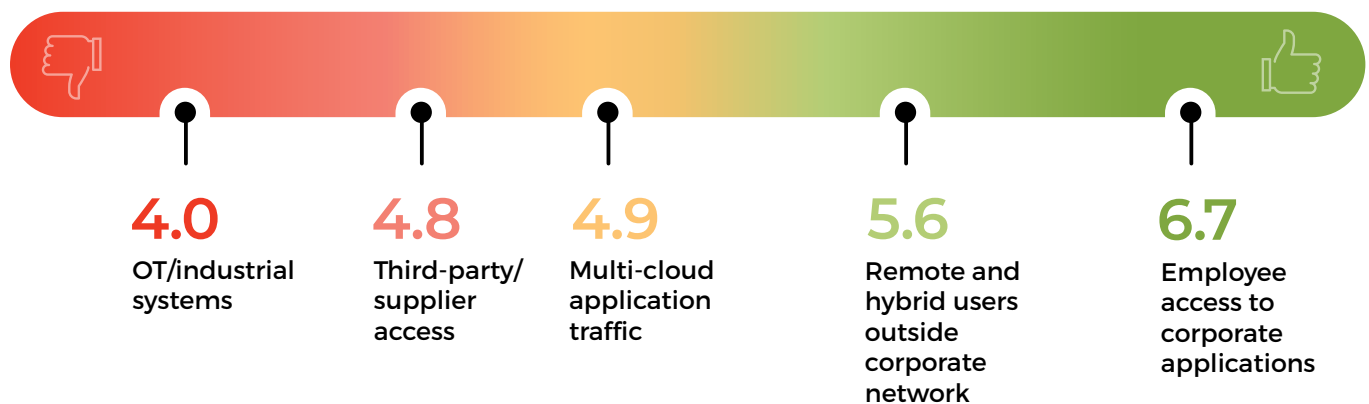 4.0
OT/industrial
systems
4.8
Third-party/
supplier
access
4.9
Multi-cloud
application
traffic
5.6
Remote and
hybrid users
outside
corporate
network
6.7
Employee
access to
corporate
applications